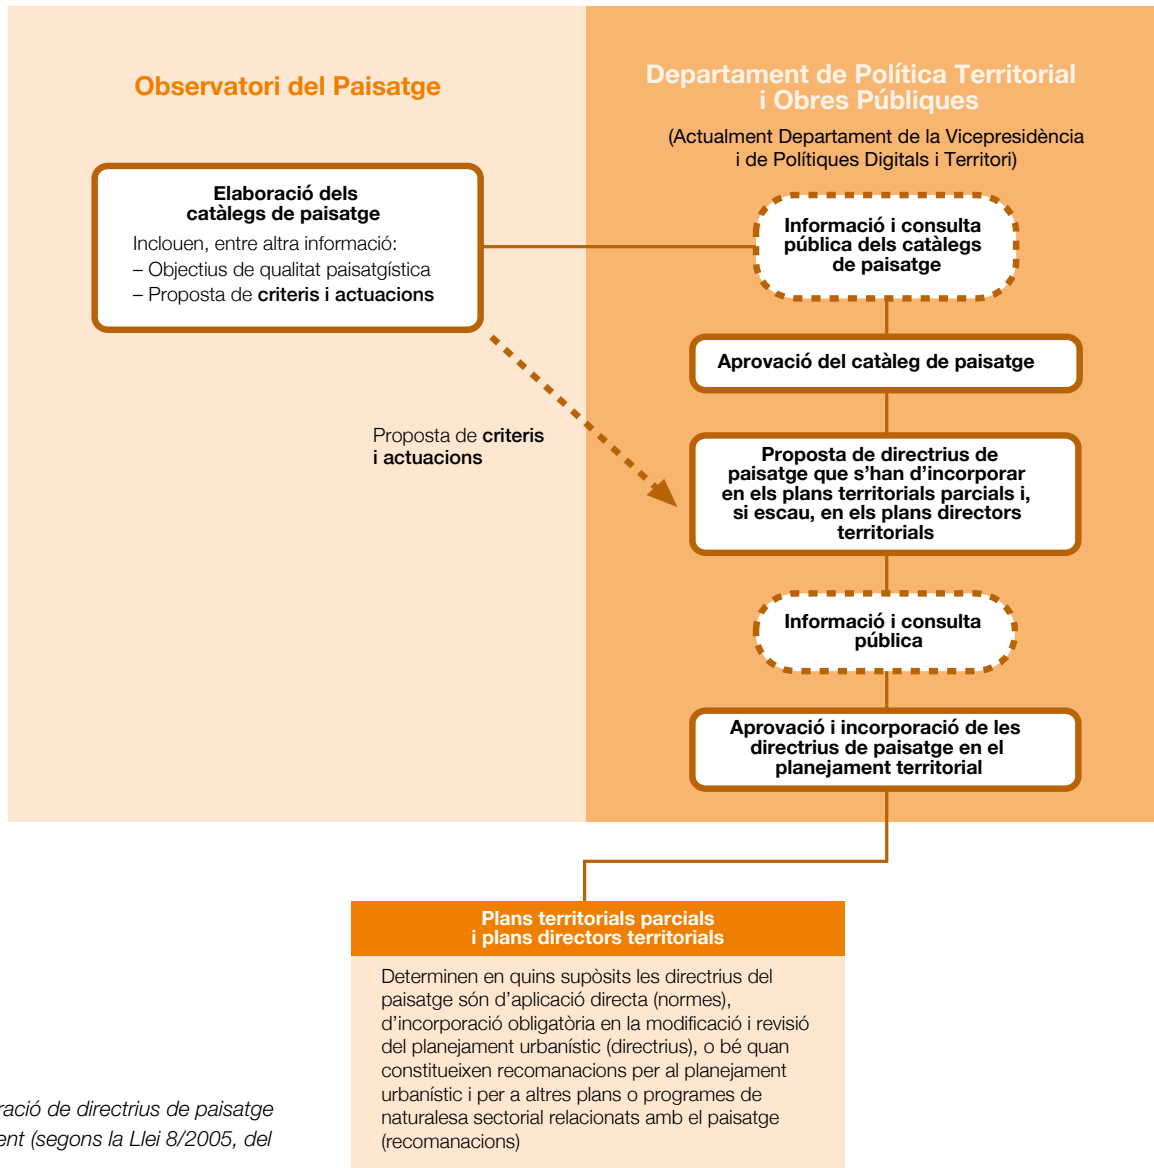 Observatori del Paisatge
Elaboració dels
catàlegs de paisatge
Inclouen, entre altra informació:
– Objectius de qualitat paisatgística
– Proposta de criteris i actuacions
Proposta de criteris
i actuacions
Departament de Política Territorial
i Obres Públiques
(Actualment Departament de la Vicepresidència
i de Polítiques Digitals i Territori)
Informació i consulta
pública dels catàlegs
de paisatge
Aprovació del catàleg de paisatge
Proposta de directrius de
paisatge que s’han d’incorporar
en els plans territorials parcials i,
si escau, en els plans directors
territorials
Informació i consulta
pública
Aprovació i incorporació de les
directrius de paisatge en el
planejament territorial
Plans territorials parcials
i plans directors territorials
Determinen en quins supòsits les directrius del
paisatge són d’aplicació directa (normes),
d’incorporació obligatòria en la modificació i revisió
del planejament urbanístic (directrius), o bé quan
constitueixen recomanacions per al planejament
urbanístic i per a altres plans o programes de
naturalesa sectorial relacionats amb el paisatge
(recomanacions)
ració de directrius de paisatge
ent (segons la Llei 8/2005, del